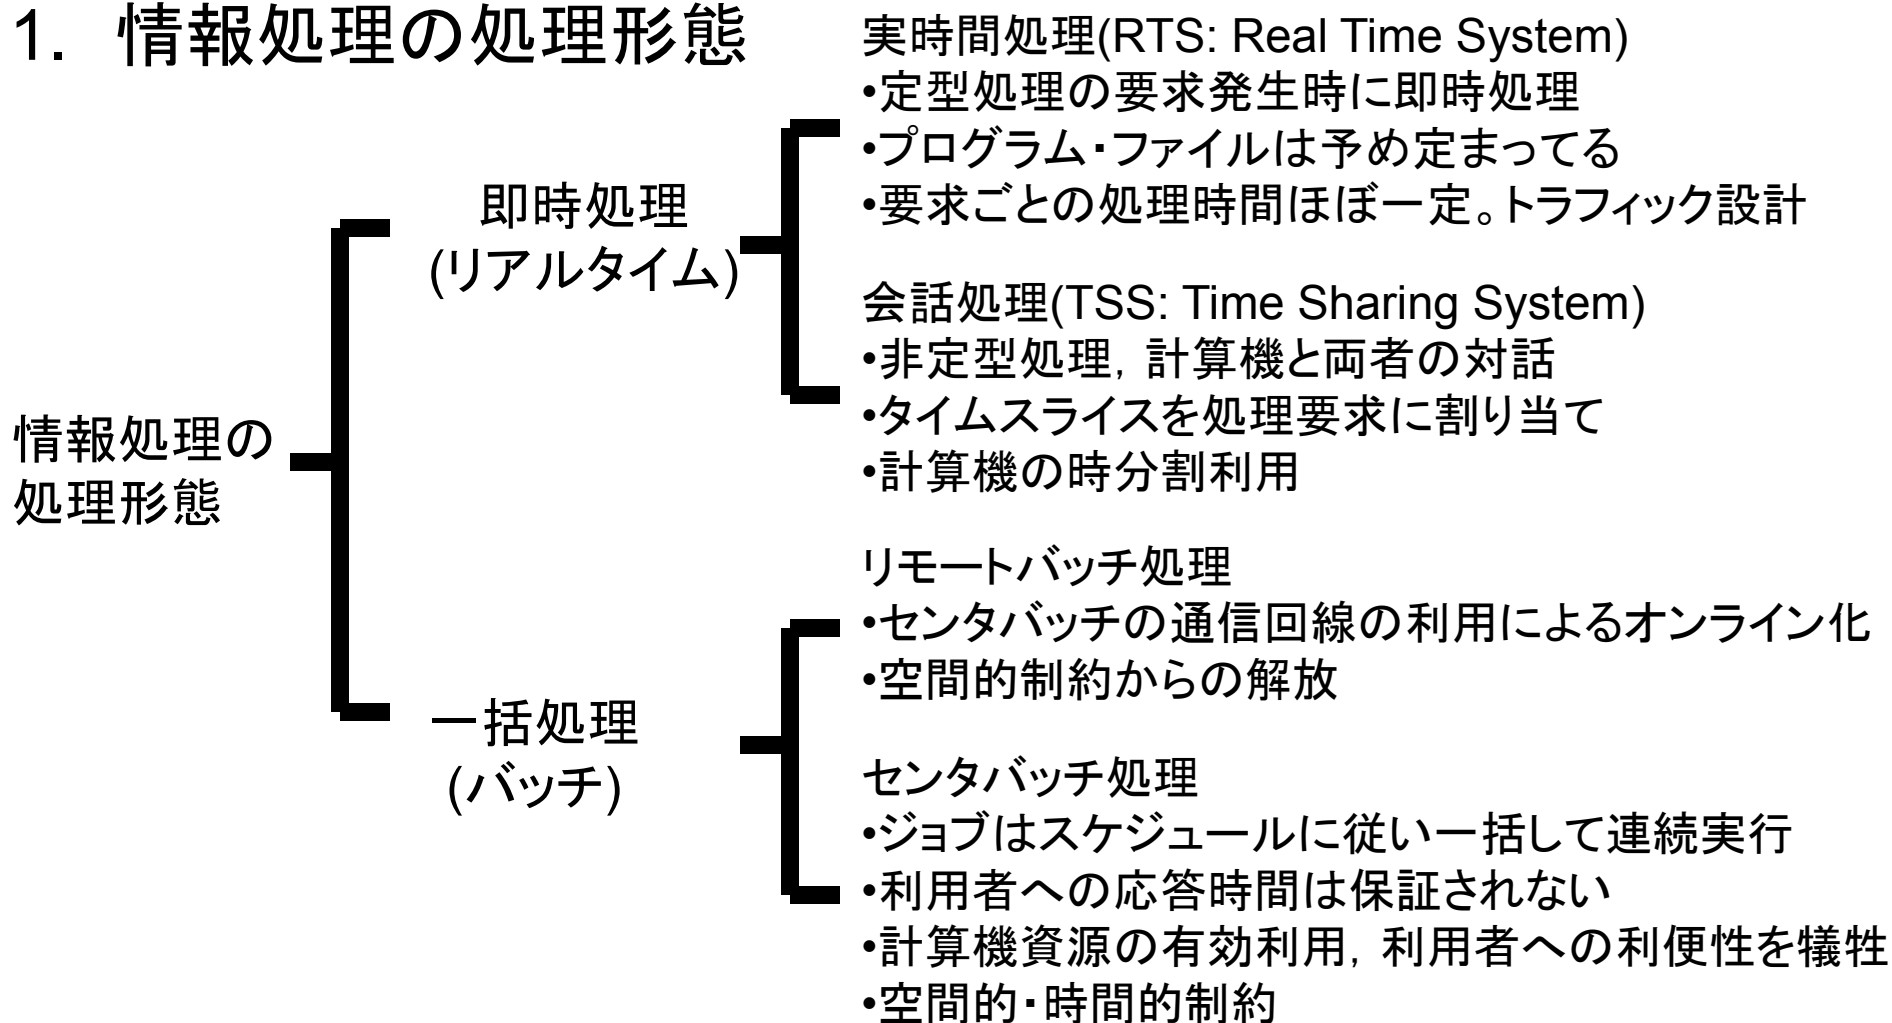 1. 情報処理の処理形態
情報処理の
処理形態
即時処理
(リアルタイム)
実時間処理(RTS: Real Time System)
•定型処理の要求発生時に即時処理
•プログラム・ファイルは予め定まってる
•要求ごとの処理時間ほぼ一定。トラフィック設計
会話処理(TSS: Time Sharing System)
•非定型処理，計算機と両者の対話
•タイムスライスを処理要求に割り当て
•計算機の時分割利用
一括処理
(バッチ)
リモートバッチ処理
•センタバッチの通信回線の利用によるオンライン化
•空間的制約からの解放
センタバッチ処理
•ジョブはスケジュールに従い一括して連続実行
•利用者への応答時間は保証されない
•計算機資源の有効利用，利用者への利便性を犠牲
•空間的・時間的制約